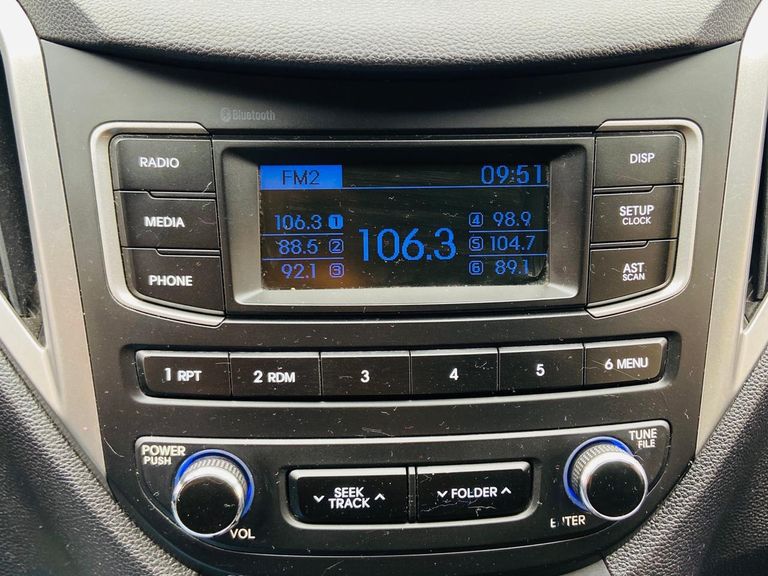 Bluetooth
RADIO
MEDIA
PHONE
FM2 09:51
106.3 1
88.5 2
92.1 3
106.3
4 98.9
5 104.7
6 89.1
DISP
SETUP
CLOCK
AST
SCAN
1 RPT
2 RDM
3
4
5
6 MENU
POWER
PUSH
VOL
SEEK
TRACK
FOLDER
TUNE
FILE
ENTER